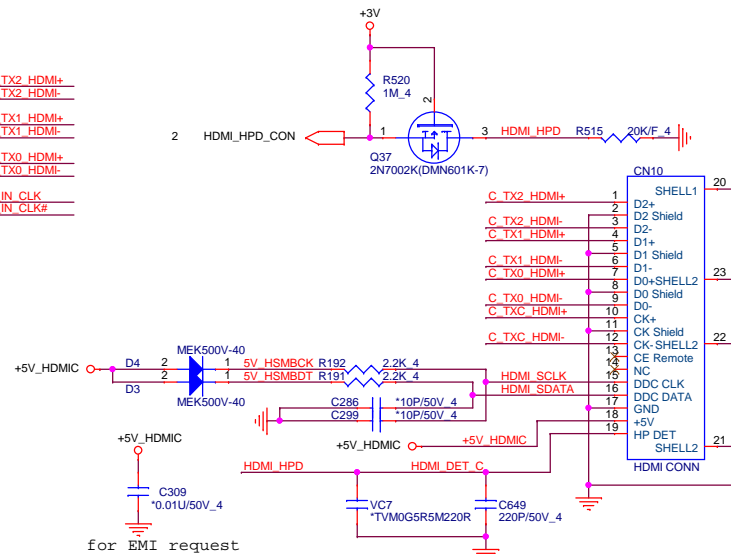 +3V
R520
1M_4
TX2_HDMI+
TX2_HDMI-
TX1_HDMI+
TX1_HDMI-
TX0_HDMI+
TX0_HDMI-
IN_CLK
IN_CLK#
2 HDMI_HPD_CON
1 2 3
HDMI_HPD R515 20K/F_4
Q37
2N7002K(DMN601K-7)
CN10
SHELL1 20
C_TX2_HDMI+ 1 D2+
2 D2 Shield
C_TX2_HDMI- 3 D2-
C_TX1_HDMI+ 4 D1+
5 D1 Shield
C_TX1_HDMI- 6 D1-
C_TX0_HDMI+ 7 D0+ SHELL2 23
8 D0 Shield
C_TX0_HDMI- 9 D0-
C_TXC_HDMI+ 10 CK+
11 CK Shield
C_TXC_HDMI- 12 CK- SHELL2 22
13 CE Remote
14 NC
HDMI_SCLK 15 DDC CLK
HDMI_SDATA 16 DDC DATA
17 GND
18 +5V
19 HP DET
SHELL2 21
HDMI CONN
MEK500V-40
+5V_HDMIC D4 2 1 5V_HSMBCK R192 2.2K_4
D3 2 1 5V_HSMBDT R191 2.2K_4
MEK500V-40
C286 *10P/50V_4
C299 *10P/50V_4
+5V_HDMIC +5V_HDMIC
+5V_HDMIC
C309
*0.01U/50V_4
for EMI request
HDMI_HPD HDMI_DET_C
VC7
*TVM0G5R5M220R
C649
220P/50V_4